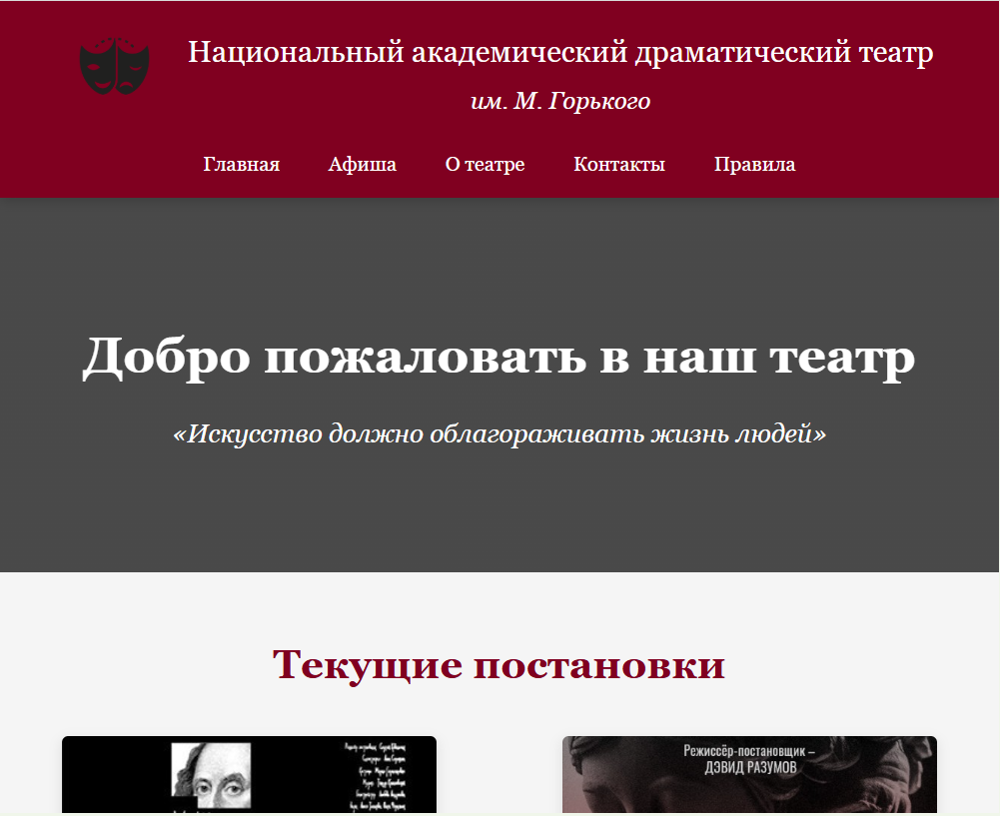 Национальный академический драматический театр
им. М. Горького
Главная Афиша О театре Контакты Правила
Добро пожаловать в наш театр
«Искусство должно облагораживать жизнь людей»
Текущие постановки
Режиссёр-постановщик –
ДЭВИД РАЗУМОВ